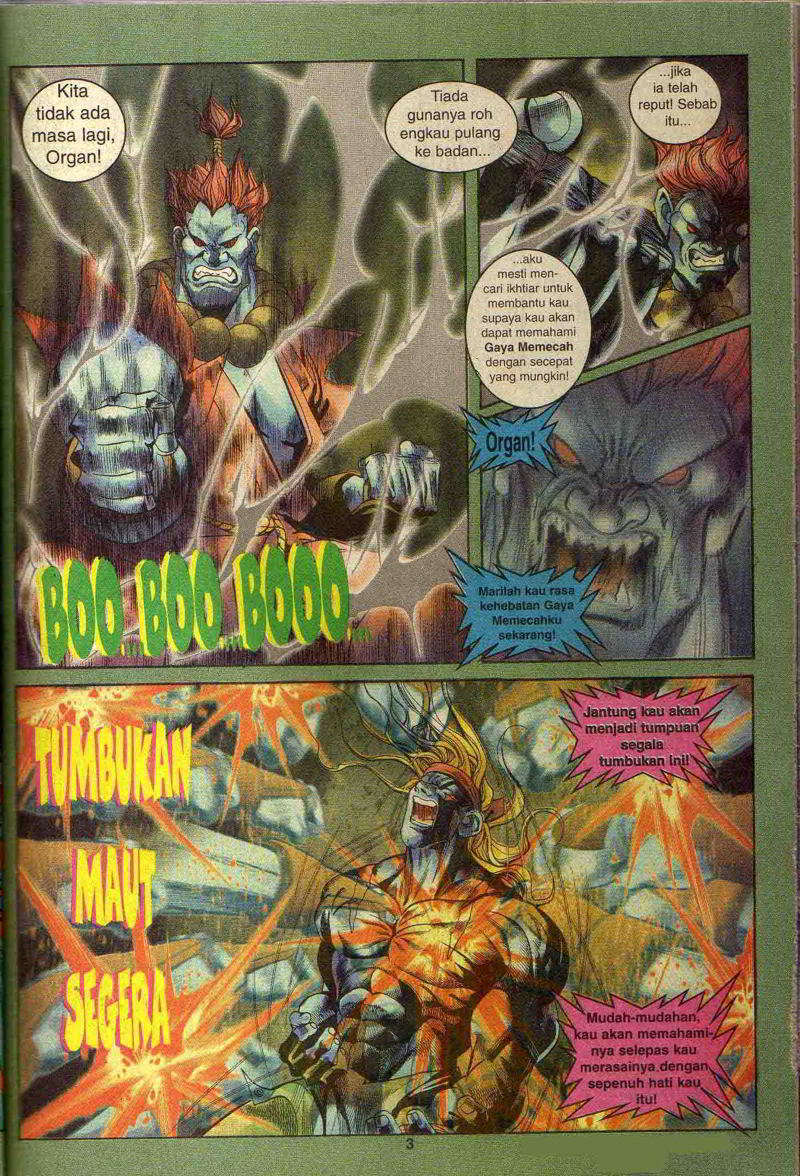 Kita
tidak ada
masa lagi,
Organ!
Tiada
gunanya roh
engkau pulang
ke badan...
...jika
ia telah
reput! Sebab
itu...
...aku
mesti men-
cari ikhtiar untuk
membantu kau
supaya kau akan
dapat memahami
Gaya Memecah
dengan secepat
yang mungkin!
Organ!
BOO...BOO...BOOO...
Marilah kau rasa
kehebatan Gaya
Memecahku
sekarang!
TUMBUKAN
MAUT
SEGERA
Jantung kau akan
menjadi tumpuan
segala
tumbukan ini!
Mudah-mudahan,
kau akan memahami-
nya selepas kau
merasainya dengan
sepenuh hati kau
itu!
3